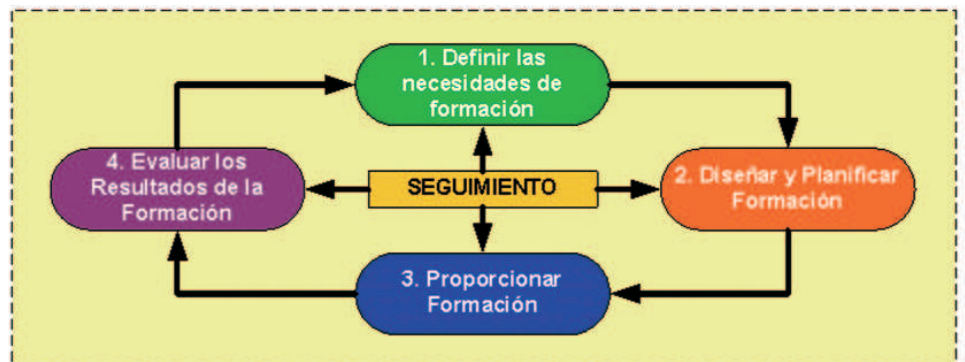 1. Definir las
necesidades de
formación
4. Evaluar los
Resultados de la
Formación
SEGUIMIENTO
2. Diseñar y Planificar
Formación
3. Proporcionar
Formación